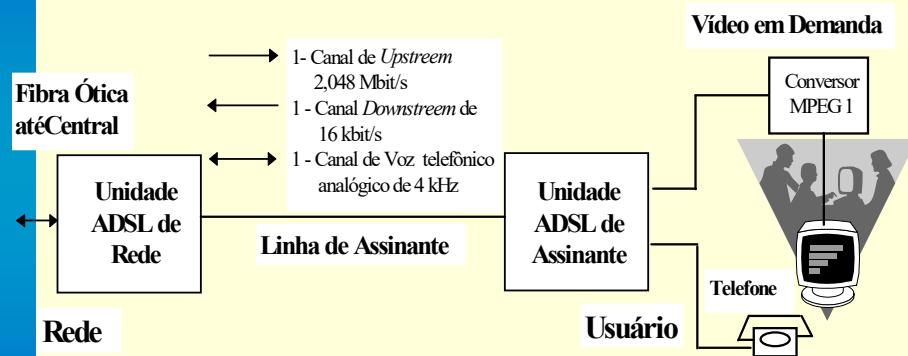 Vídeo em Demanda
1- Canal de Upstreem
2,048 Mbit/s
1 - Canal Downstreem de
16 kbit/s
1 - Canal de Voz telefônico
analógico de 4 kHz
Fibra Ótica
atéCentral
Conversor
MPEG 1
Unidade
ADSL de
Rede
Linha de Assinante
Unidade
ADSL de
Assinante
Telefone
Rede
Usuário